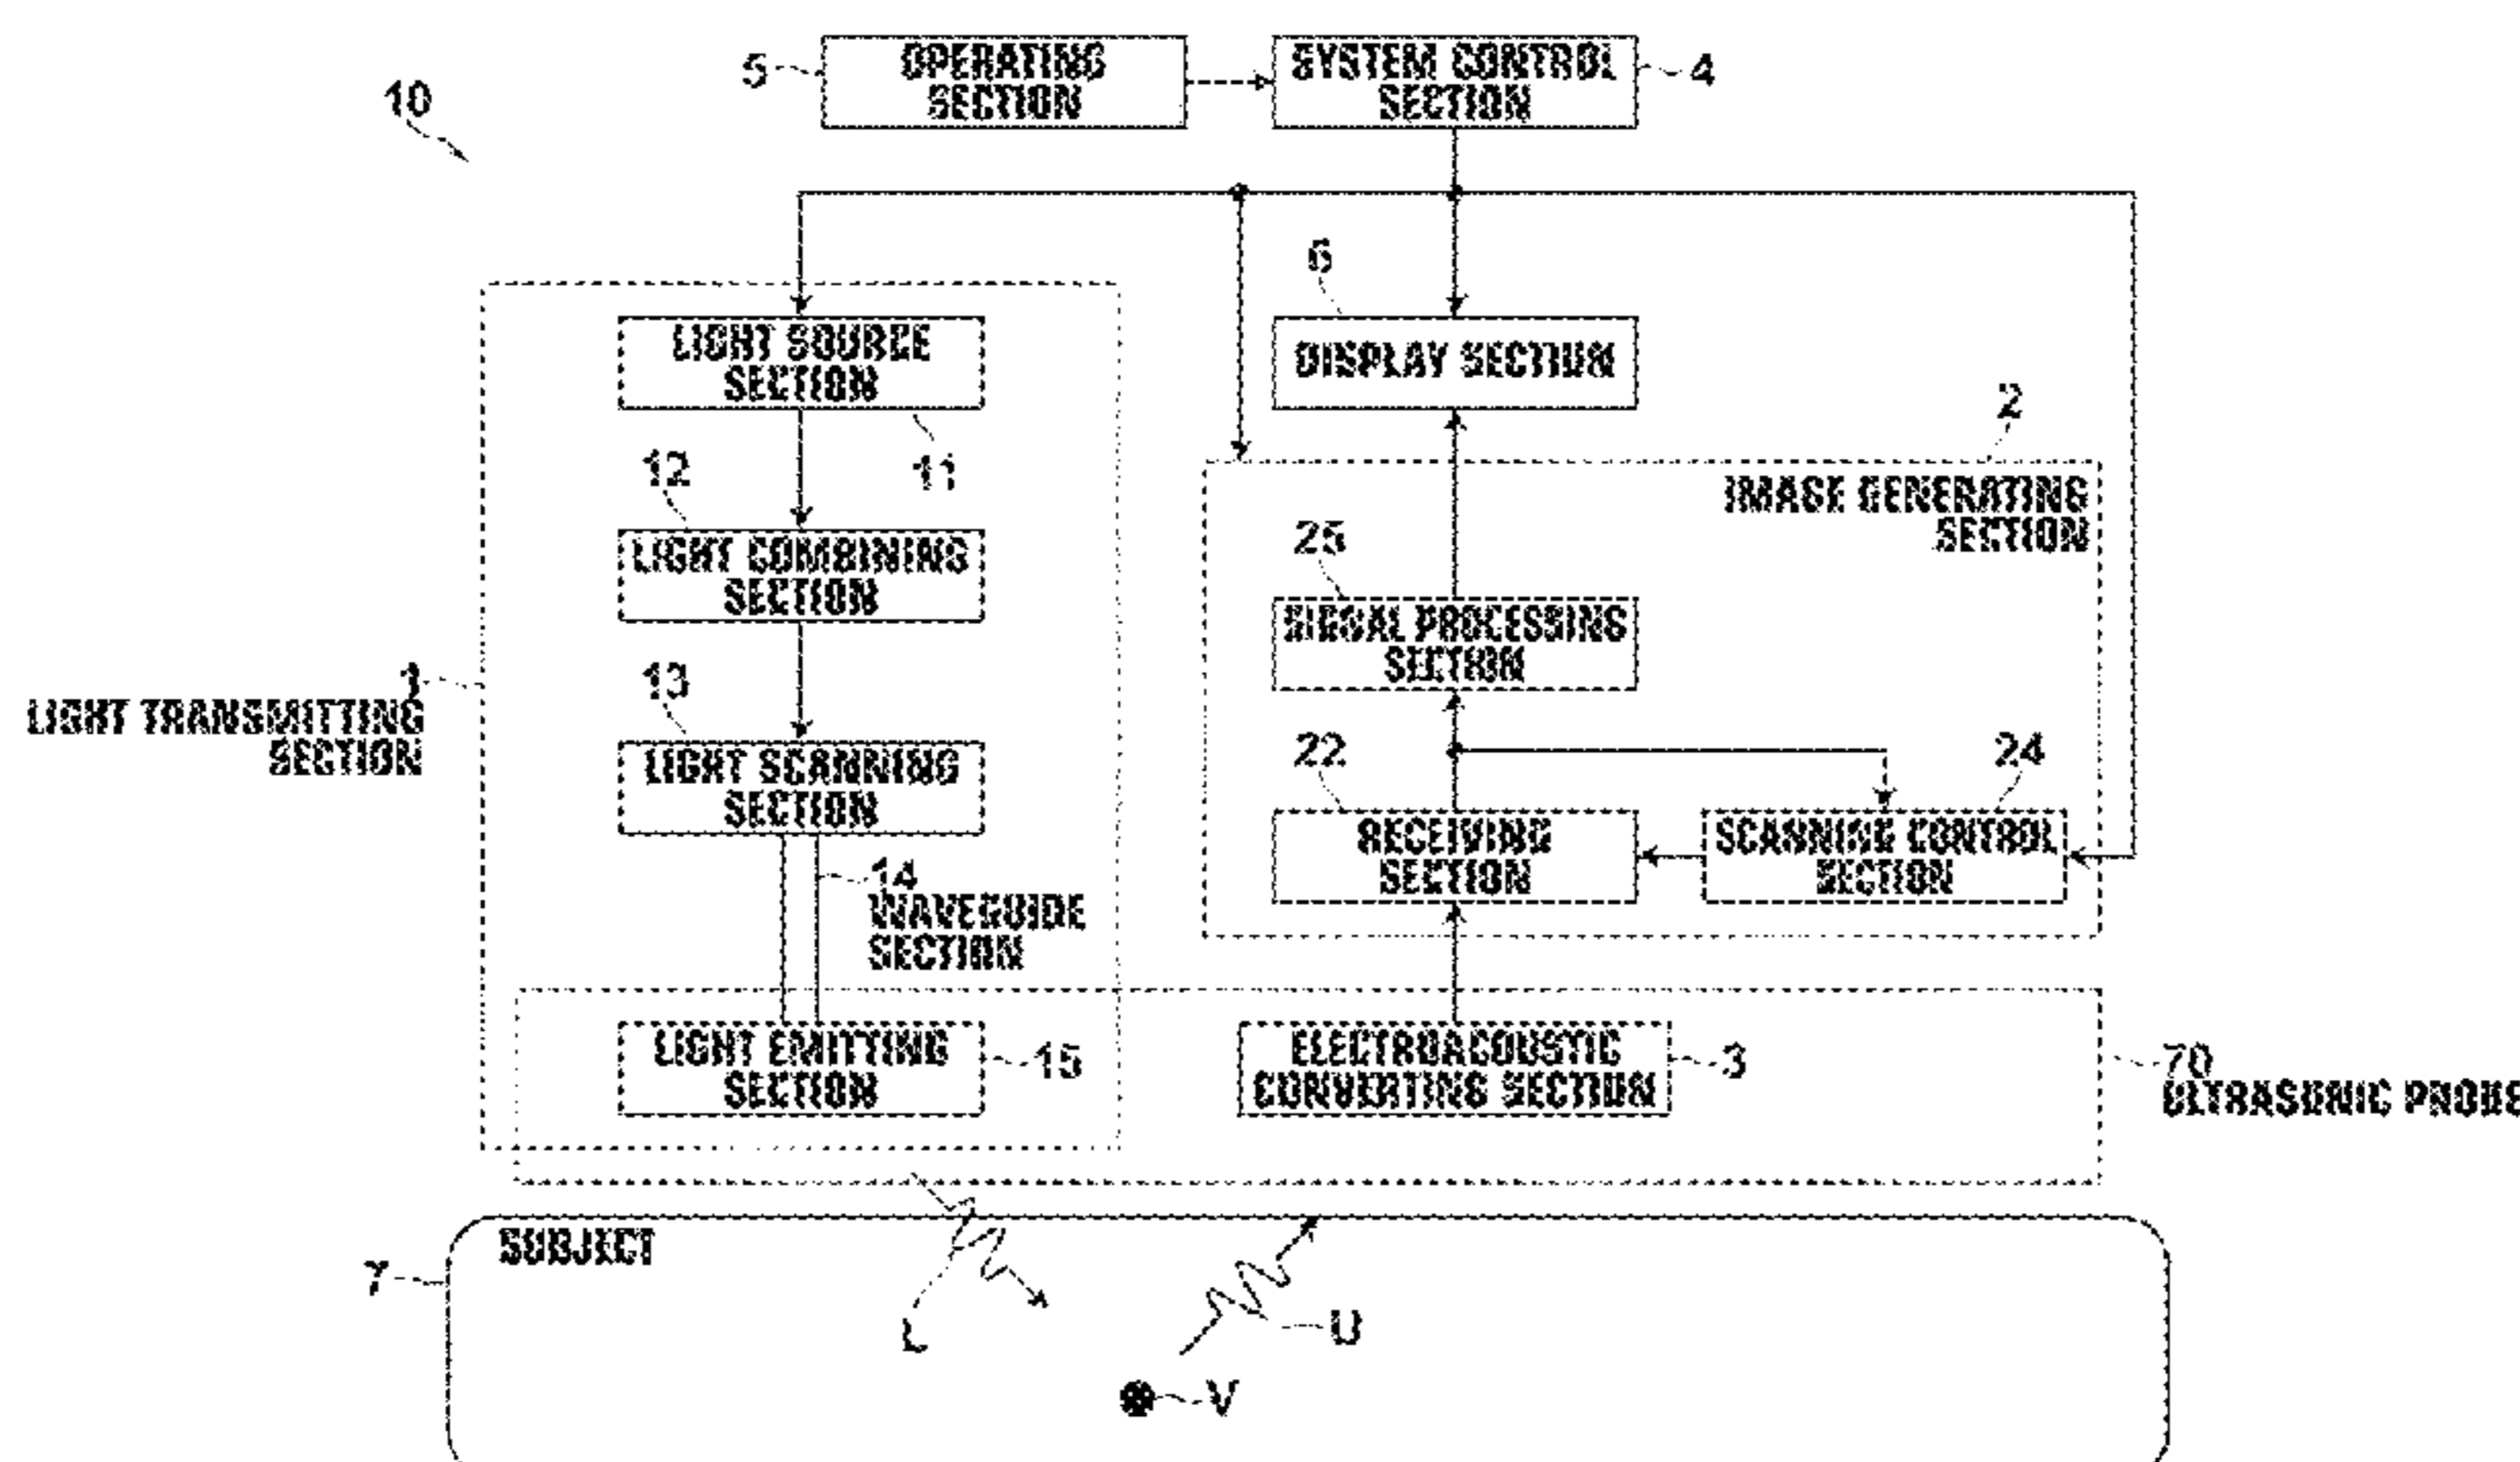 5
OPERATING
SECTION
SYSTEM CONTROL
SECTION
4
10
6
LIGHT SOURCE
SECTION
DISPLAY SECTION
2
12
11
IMAGE GENERATING
SECTION
25
LIGHT COMBINING
SECTION
SIGNAL PROCESSING
SECTION
1
LIGHT TRANSMITTING
SECTION
13
22
24
LIGHT SCANNING
SECTION
RECEIVING
SECTION
SCANNING CONTROL
SECTION
14
WAVEGUIDE
SECTION
LIGHT EMITTING
SECTION
15
ELECTROACOUSTIC
CONVERTING SECTION
3
70
ULTRASONIC PROBE
SUBJECT
7
L
U
V